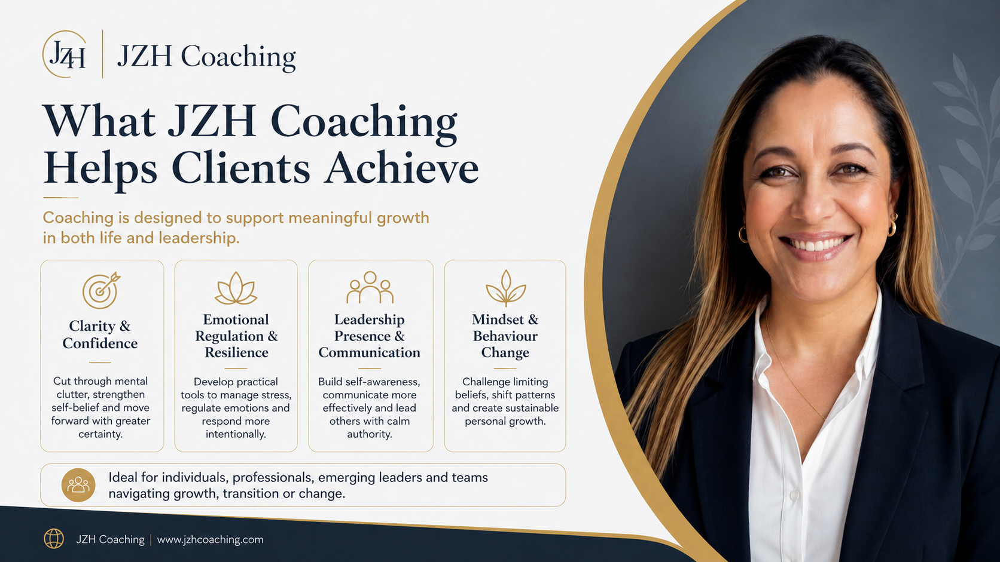 JZH
JZH Coaching
What JZH Coaching
Helps Clients Achieve
Coaching is designed to support meaningful growth
in both life and leadership.
Clarity &
Confidence
Cut through mental
clutter, strengthen
self-belief and move
forward with greater
certainty.
Emotional
Regulation &
Resilience
Develop practical
tools to manage stress,
regulate emotions and
respond more
intentionally.
Leadership
Presence &
Communication
Build self-awareness,
communicate more
effectively and lead
others with calm
authority.
Mindset &
Behaviour
Change
Challenge limiting
beliefs, shift patterns
and create sustainable
personal growth.
Ideal for individuals, professionals, emerging leaders and teams
navigating growth, transition or change.
JZH Coaching | www.jzhcoaching.com